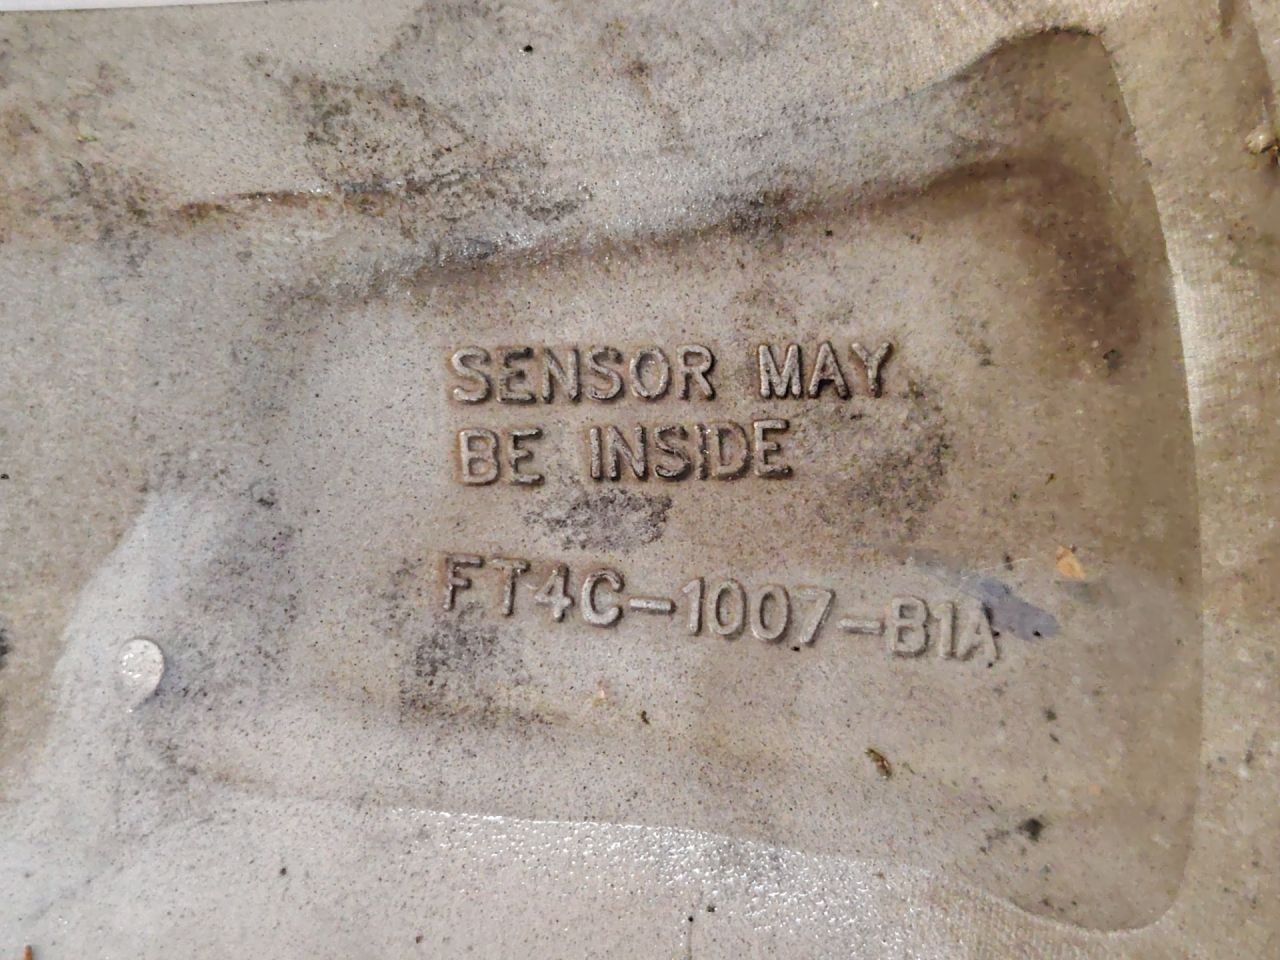 SENSOR MAY
BE INSIDE
FT4C-1007-B1A